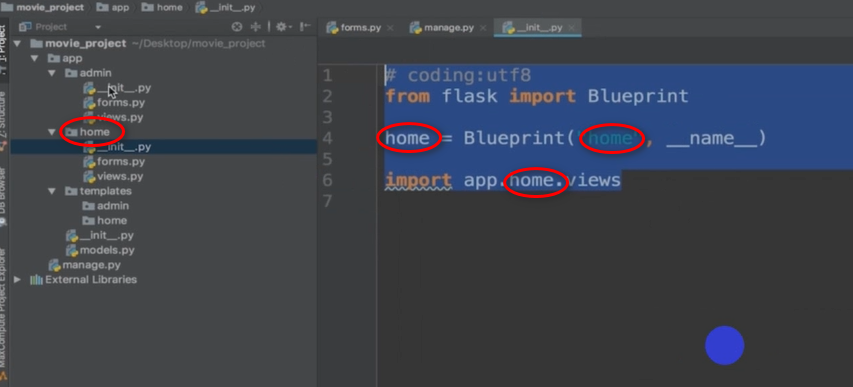 movie_project app home __init__.py
Project
forms.py manage.py __init__.py
movie_project ~/Desktop/movie_project
app
admin
__init__.py
forms.py
views.py
home
__init__.py
forms.py
views.py
templates
admin
home
__init__.py
models.py
manage.py
External Libraries
1: Project
Z: Structure
DB Browser
MaxCompute Project Explorer
1 # coding:utf8
2 from flask import Blueprint
3
4 home = Blueprint("home", __name__)
5
6 import app.home.views
7